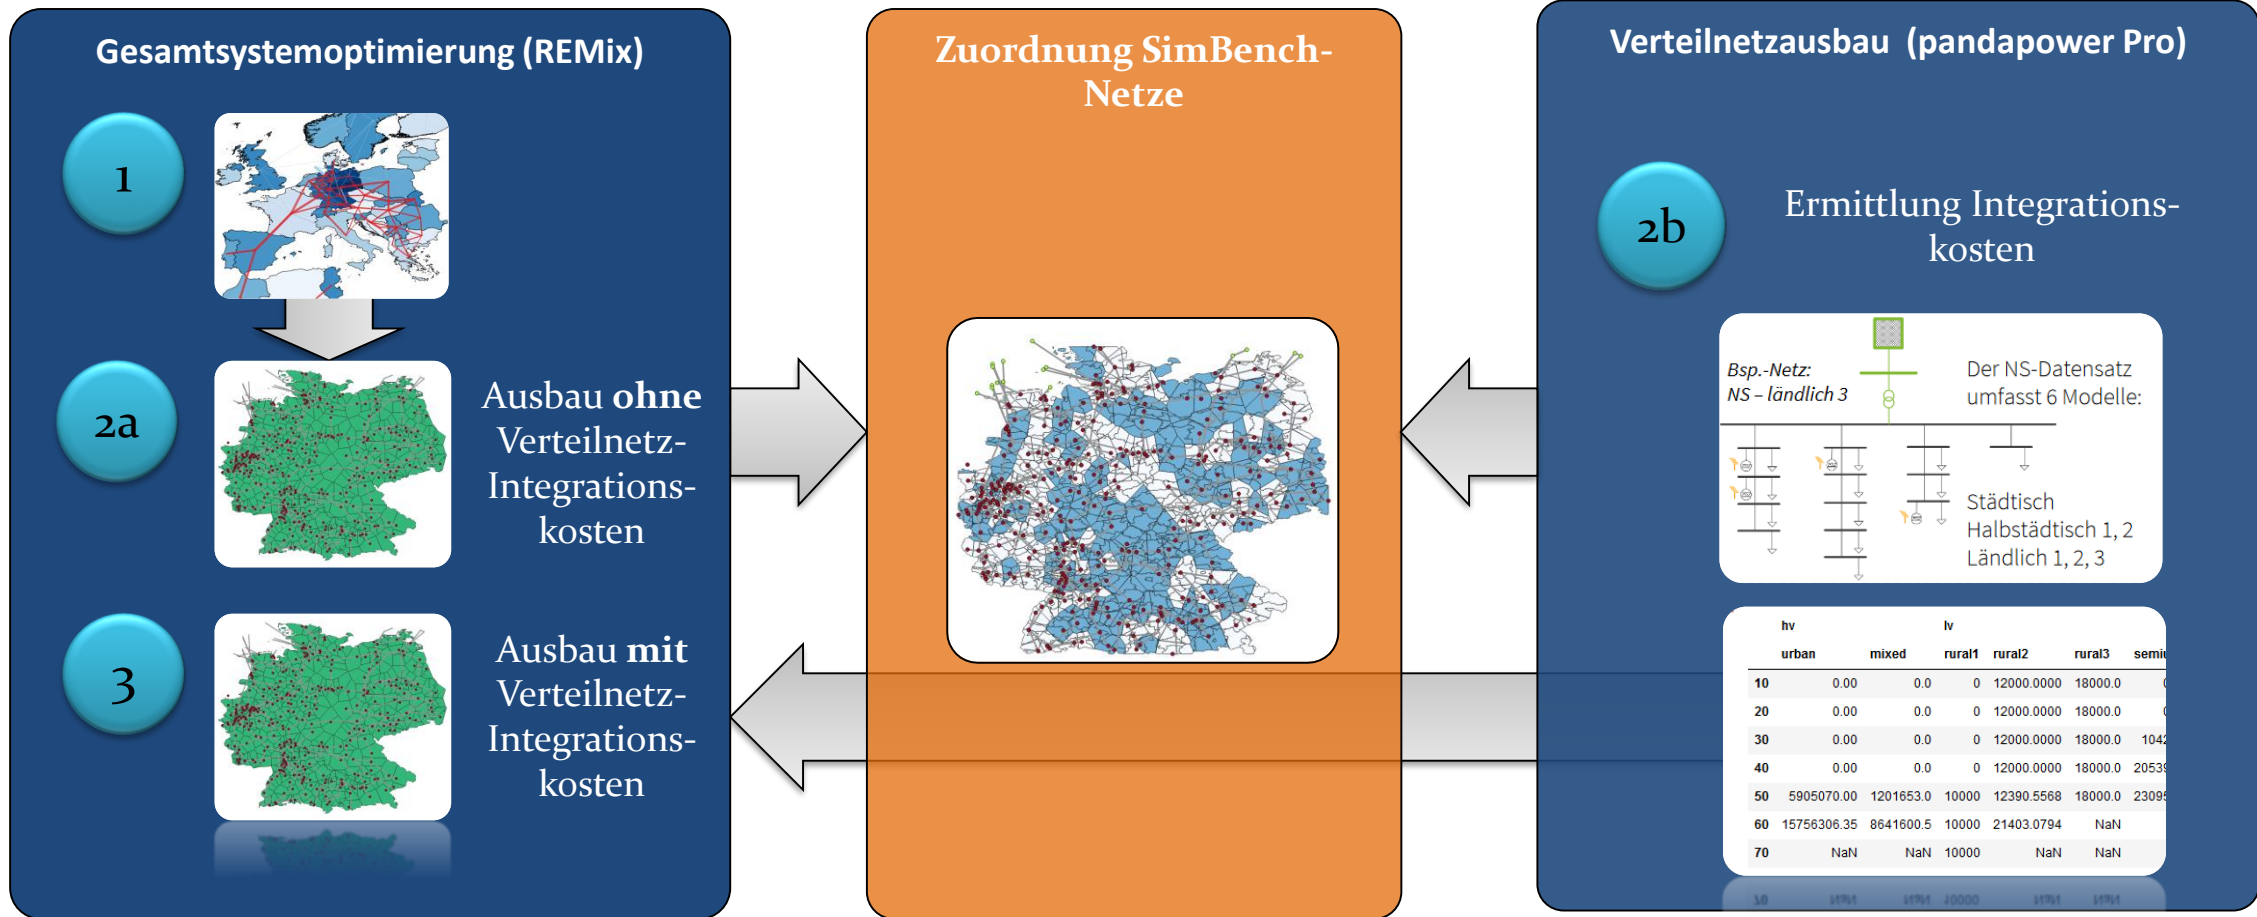 Gesamtsystemoptimierung (REMix)
1
2a
Ausbau ohne
Verteilnetz-
Integrations-
kosten
3
Ausbau mit
Verteilnetz-
Integrations-
kosten
Zuordnung SimBench-
Netze
Verteilnetzausbau (pandapower Pro)
2b
Ermittlung Integrations-
kosten
Bsp.-Netz:
NS – ländlich 3
Der NS-Datensatz
umfasst 6 Modelle:
Städtisch
Halbstädtisch 1, 2
Ländlich 1, 2, 3
hv lv
urban mixed rural1 rural2 rural3 semiu
10 0.00 0.0 0 12000.0000 18000.0
20 0.00 0.0 0 12000.0000 18000.0
30 0.00 0.0 0 12000.0000 18000.0 1042
40 0.00 0.0 0 12000.0000 18000.0 20539
50 5905070.00 1201653.0 10000 12390.5568 18000.0 23095
60 15756306.35 8641600.5 10000 21403.0794 NaN
70 NaN NaN 10000 NaN NaN